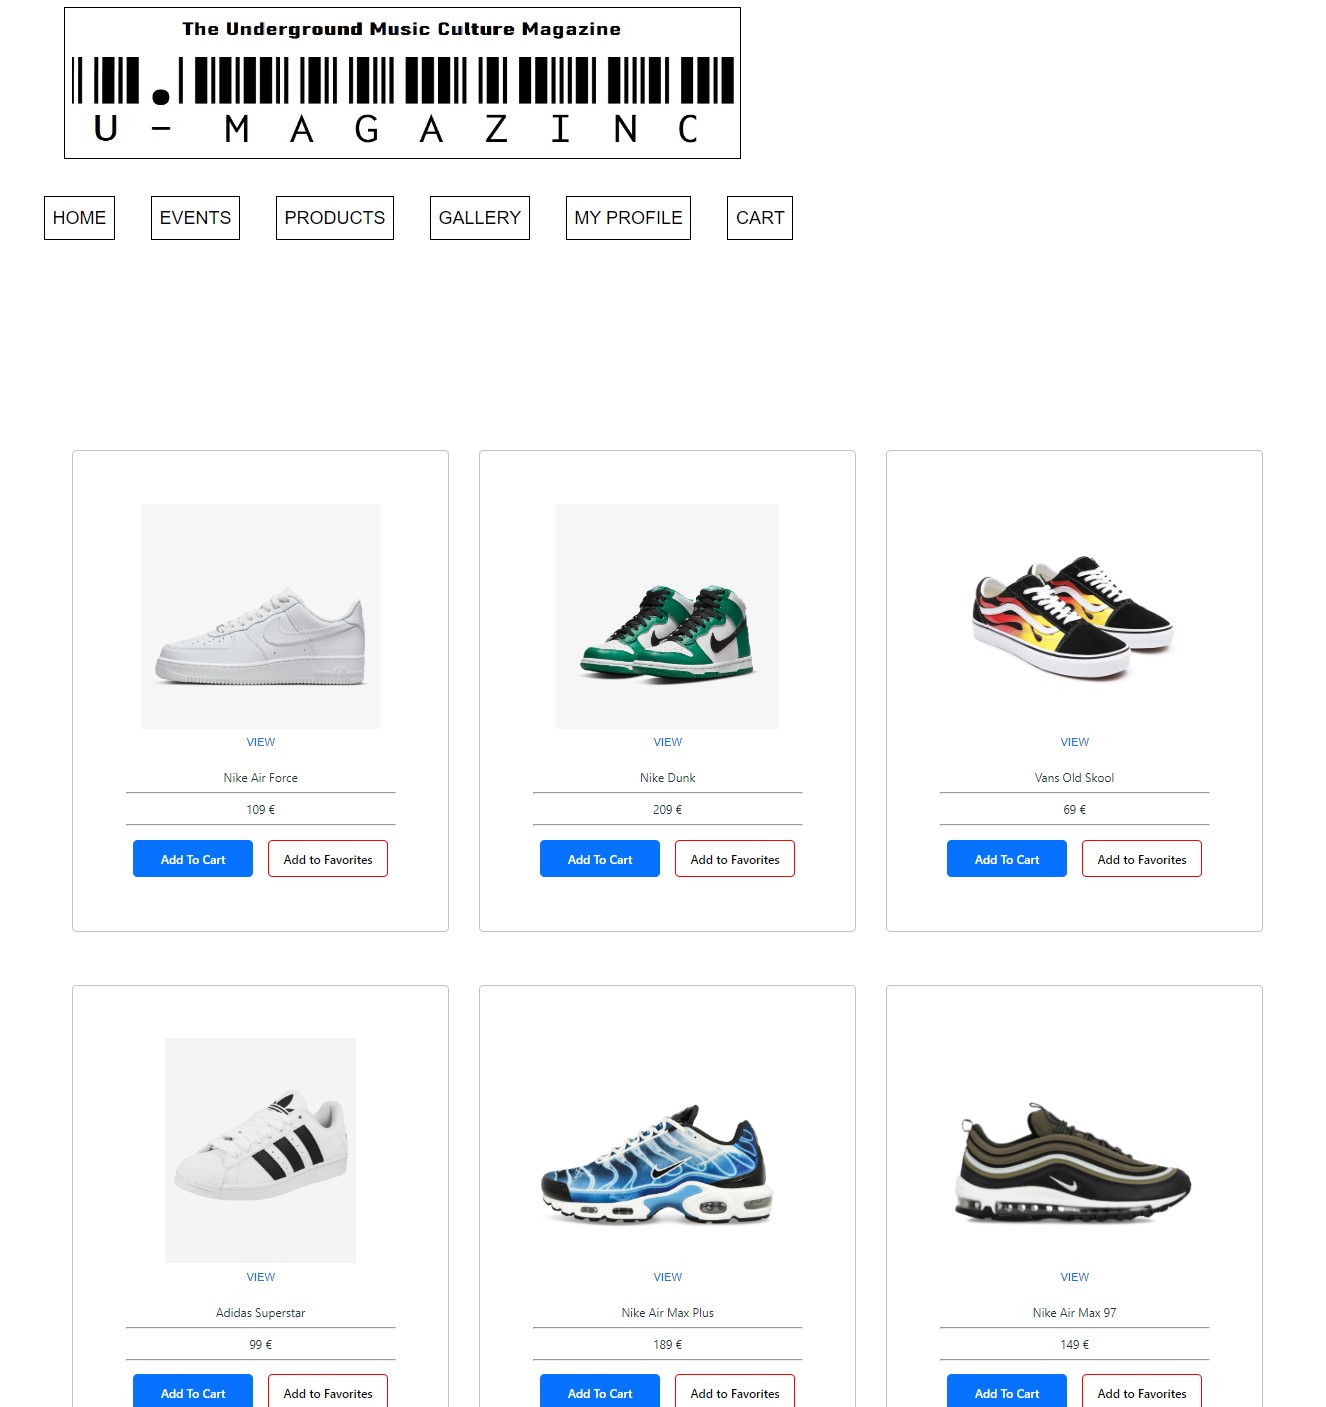 The Underground Music Culture Magazine
U - M A G A Z I N C
HOME EVENTS PRODUCTS GALLERY MY PROFILE CART
VIEW VIEW VIEW
Nike Air Force Nike Dunk Vans Old Skool
109 € 209 € 69 €
Add To Cart Add to Favorites Add To Cart Add to Favorites Add To Cart Add to Favorites
VIEW VIEW VIEW
Adidas Superstar Nike Air Max Plus Nike Air Max 97
99 € 189 € 149 €
Add To Cart Add to Favorites Add To Cart Add to Favorites Add To Cart Add to Favorites